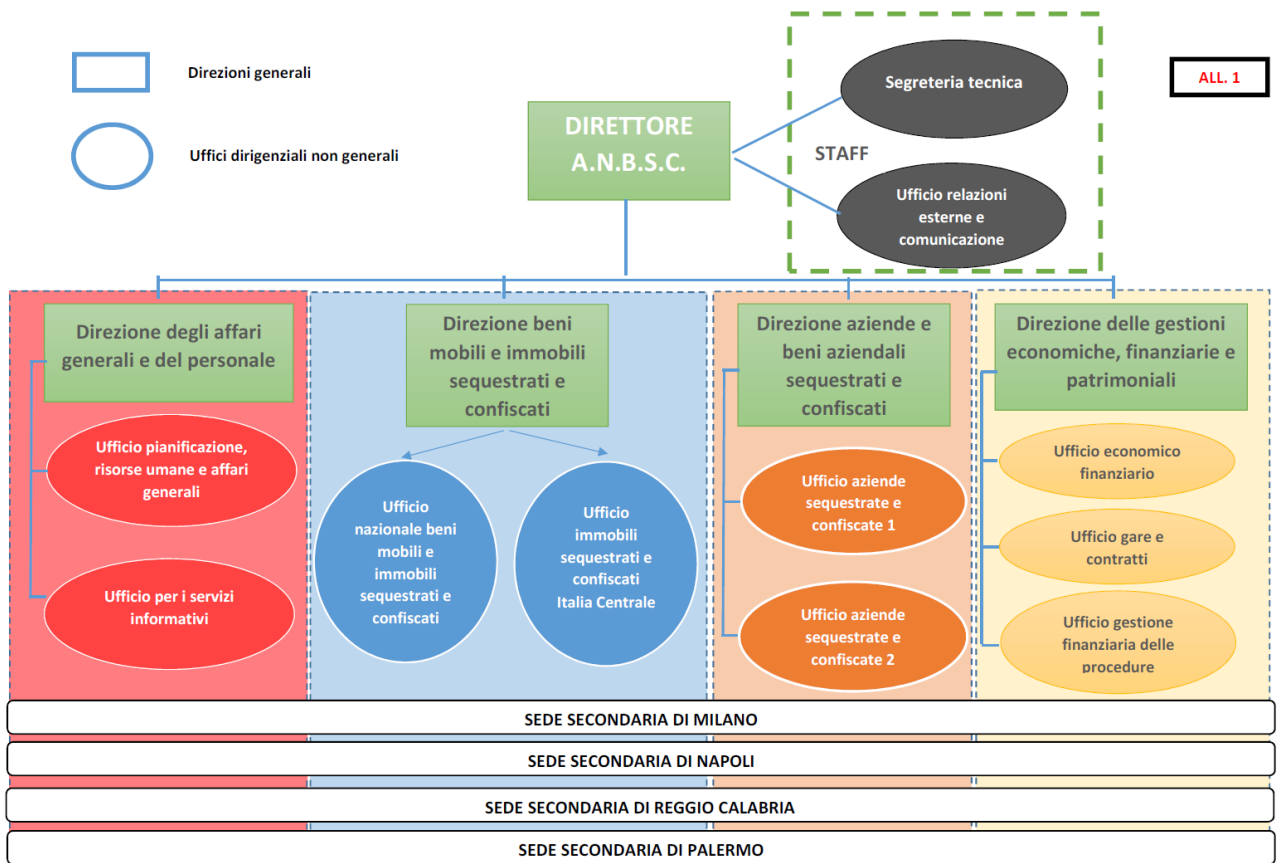 Direzioni generali
Uffici dirigenziali non generali
DIRETTORE
A.N.B.S.C.
STAFF
Segreteria tecnica
Ufficio relazioni
esterne e
comunicazione
ALL. 1
Direzione degli affari
generali e del personale
Ufficio pianificazione,
risorse umane e affari
generali
Ufficio per i servizi
informativi
Direzione beni
mobili e immobili
sequestrati e
confiscati
Ufficio
nazionale beni
mobili e
immobili
sequestrati e
confiscati
Ufficio
immobili
sequestrati e
confiscati
Italia Centrale
Direzione aziende e
beni aziendali
sequestrati e
confiscati
Ufficio aziende
sequestrate e
confiscate 1
Ufficio aziende
sequestrate e
confiscate 2
Direzione delle gestioni
economiche, finanziarie e
patrimoniali
Ufficio economico
finanziario
Ufficio gare e
contratti
Ufficio gestione
finanziaria delle
procedure
SEDE SECONDARIA DI MILANO
SEDE SECONDARIA DI NAPOLI
SEDE SECONDARIA DI REGGIO CALABRIA
SEDE SECONDARIA DI PALERMO